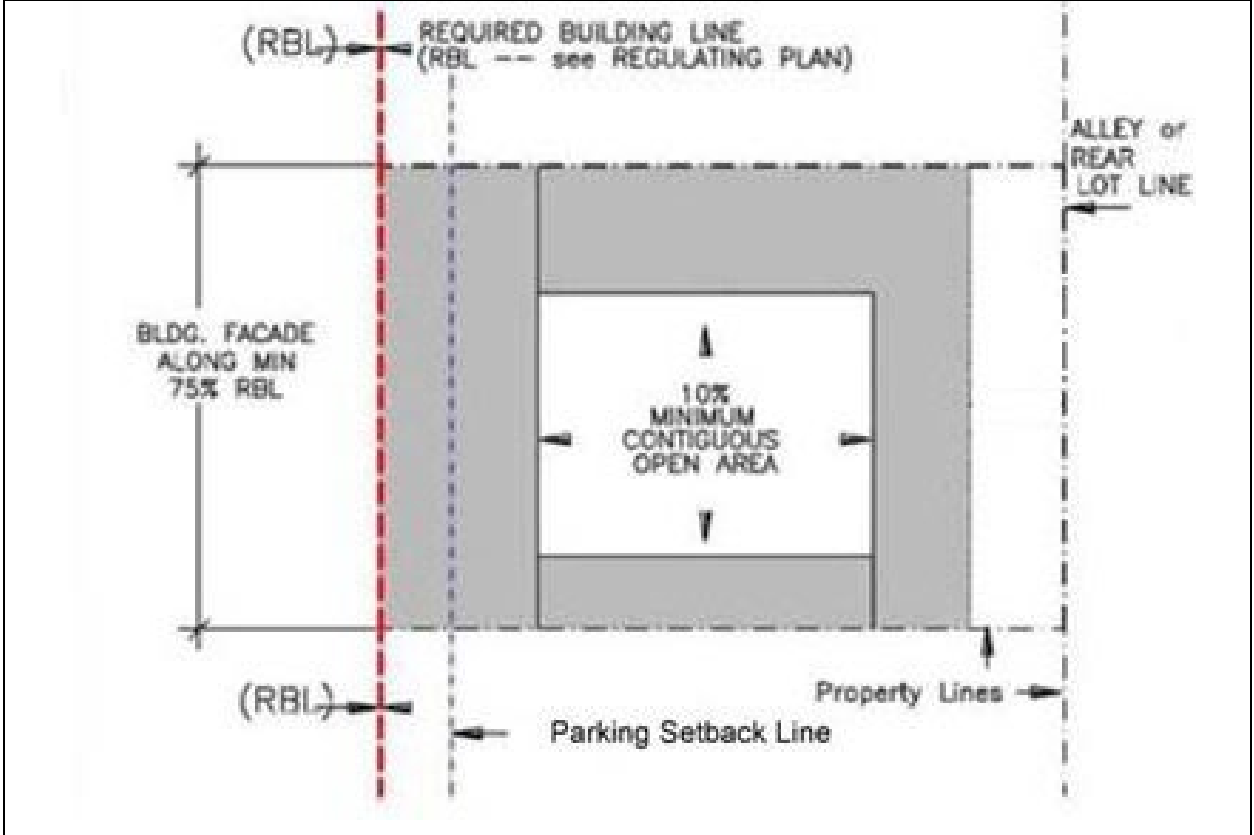 (RBL)
REQUIRED BUILDING LINE
(RBL -- see REGULATING PLAN)
ALLEY or
REAR
LOT LINE
BLDG. FACADE
ALONG MIN
75% RBL
10%
MINIMUM
CONTIGUOUS
OPEN AREA
(RBL)
Property Lines
Parking Setback Line